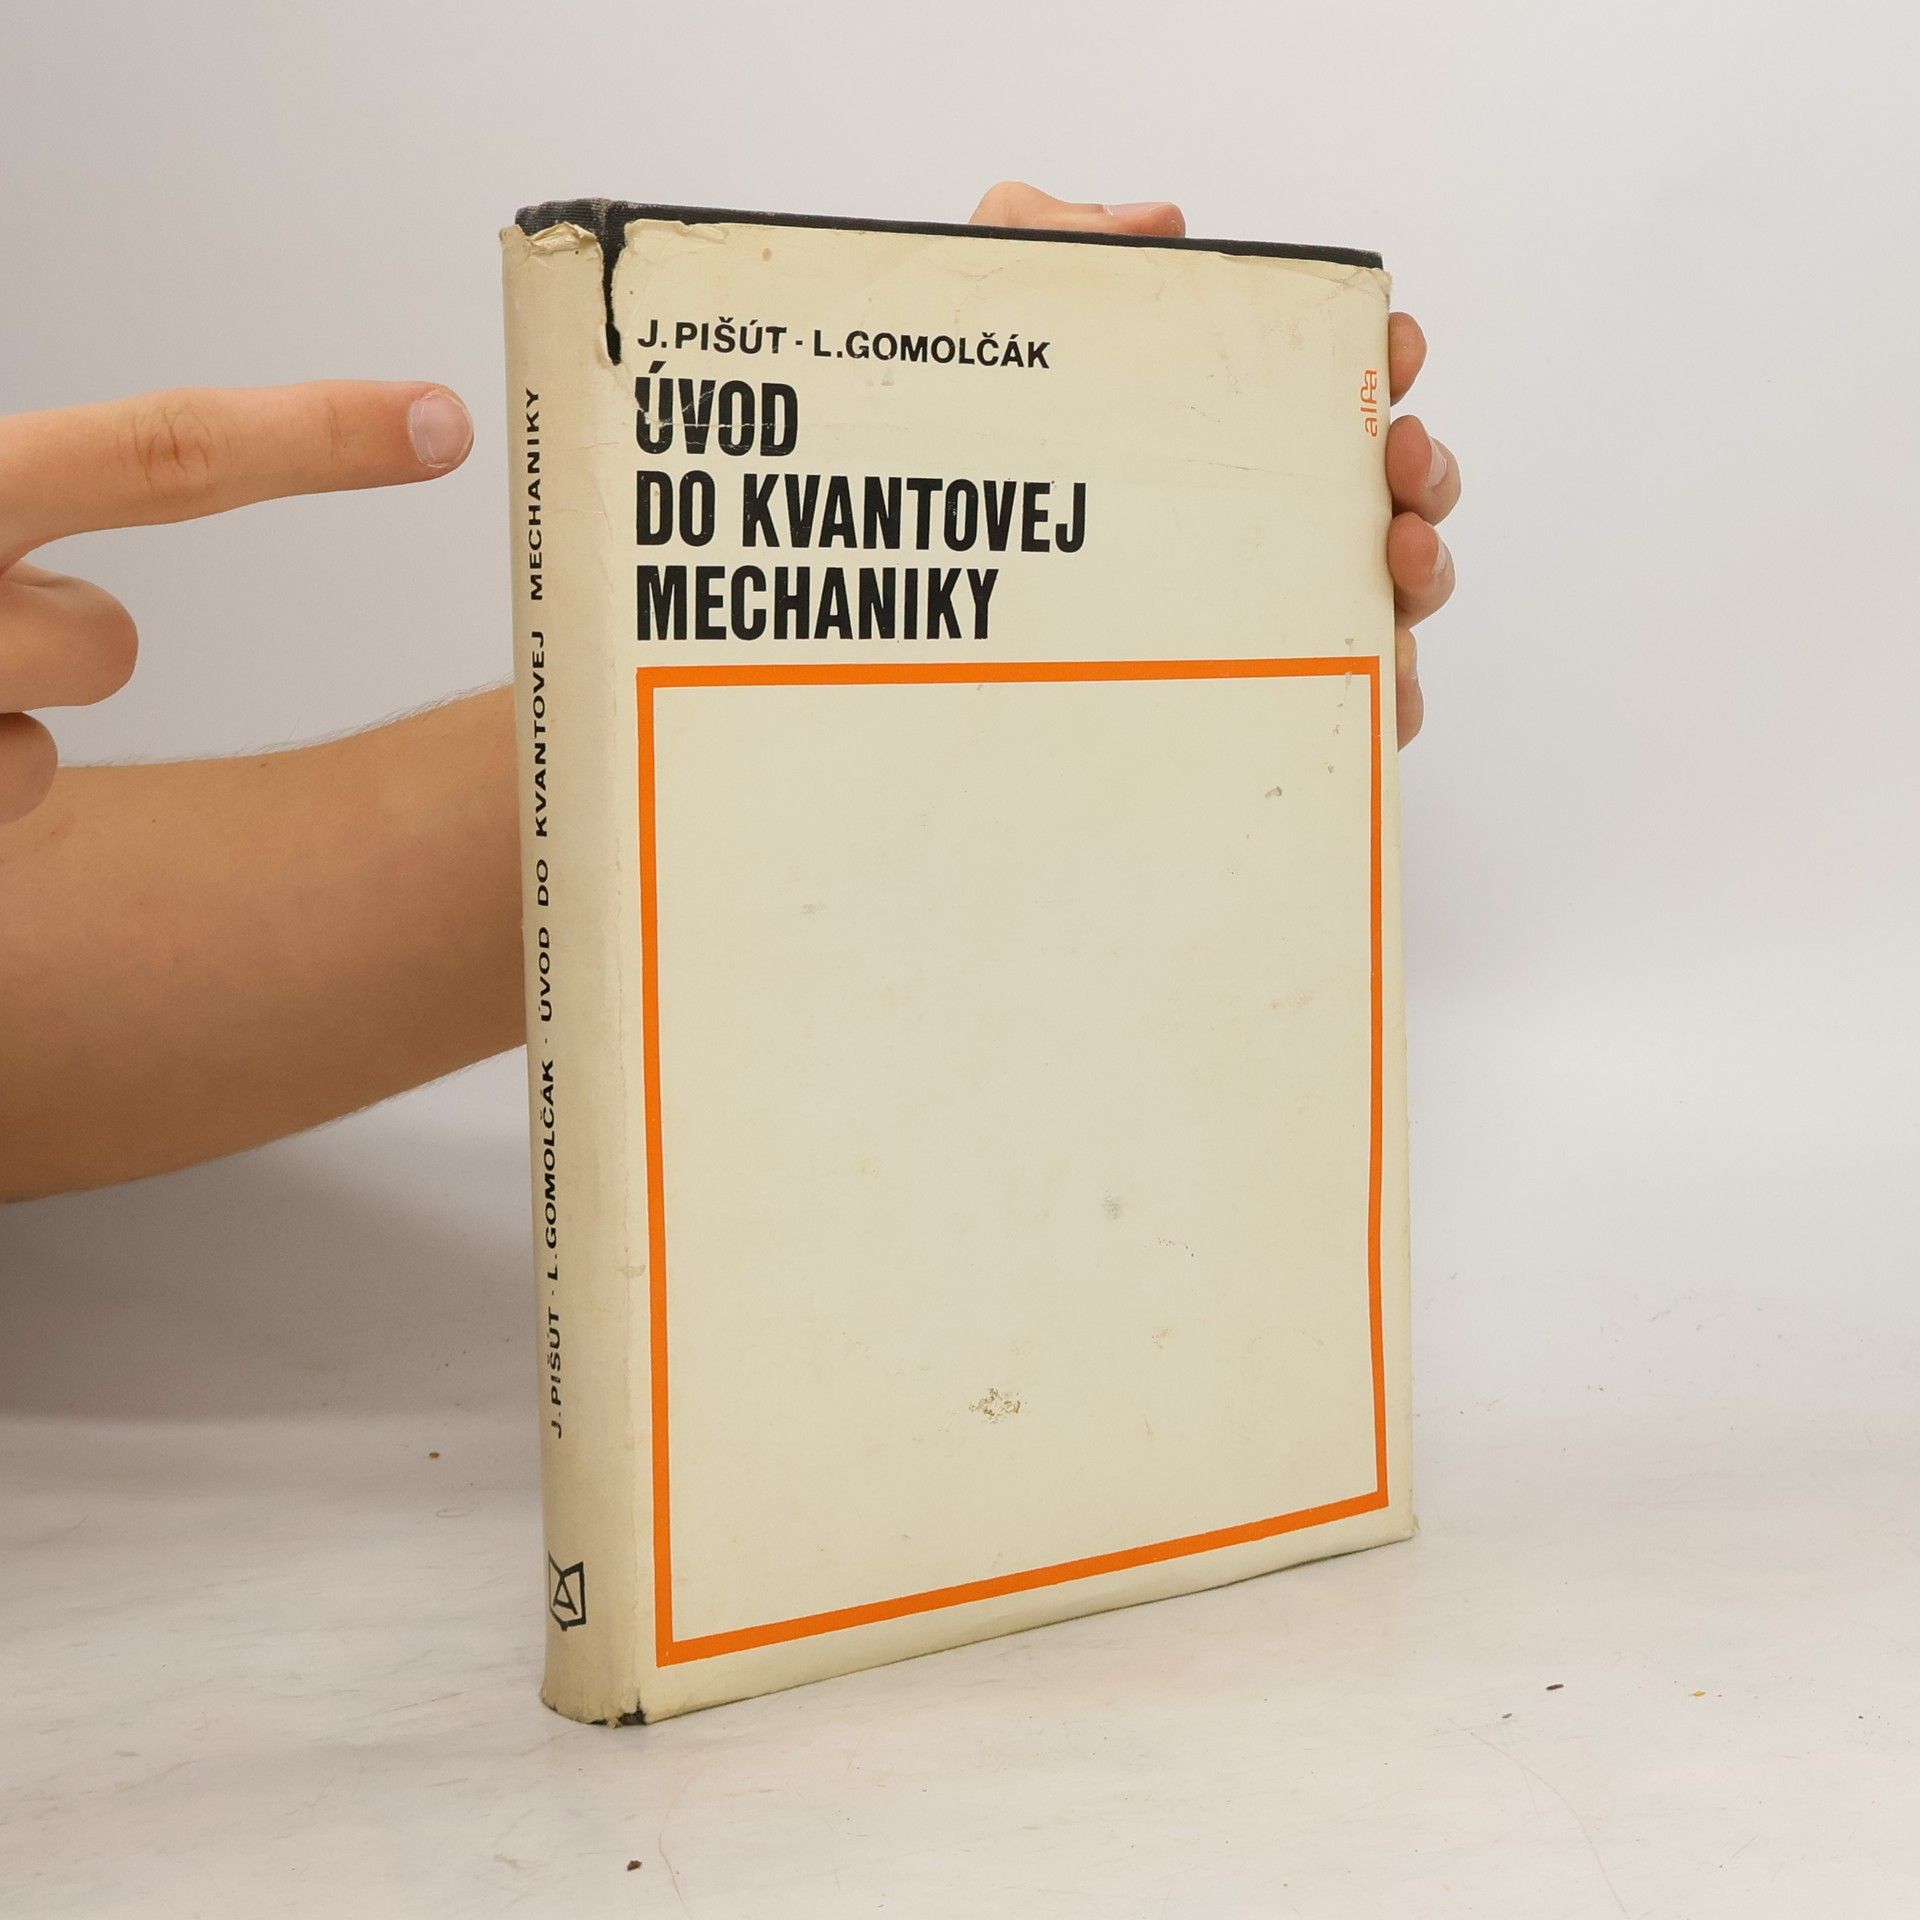 J. PIŠÚT - L. GOMOLČÁK
ÚVOD
DO KVANTOVEJ
MECHANIKY
alfa
J. PIŠÚT · L. GOMOLČÁK · ÚVOD DO KVANTOVEJ MECHANIKY